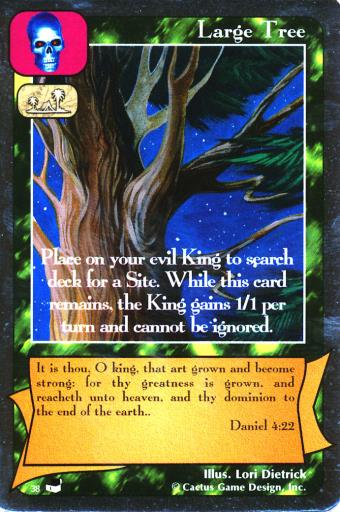 Large Tree
Place on your evil King to search
deck for a Site. While this card
remains, the King gains 1/1 per
turn and cannot be ignored.
It is thou, O king, that art grown and become
strong: for thy greatness is grown, and
reacheth unto heaven, and thy dominion to
the end of the earth..
Daniel 4:22
Illus. Lori Dietrick
38
© Cactus Game Design, Inc.